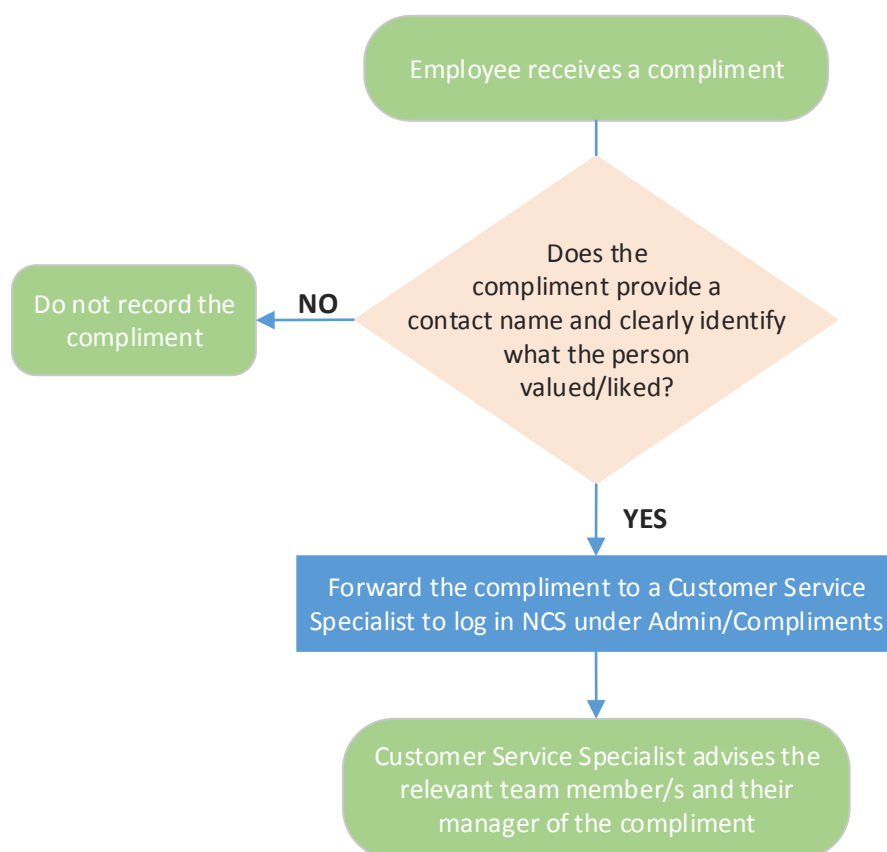 Employee receives a compliment
Does the
compliment provide a
contact name and clearly identify
what the person
valued/liked?
NO
Do not record the
compliment
YES
Forward the compliment to a Customer Service
Specialist to log in NCS under Admin/Compliments
Customer Service Specialist advises the
relevant team member/s and their
manager of the compliment